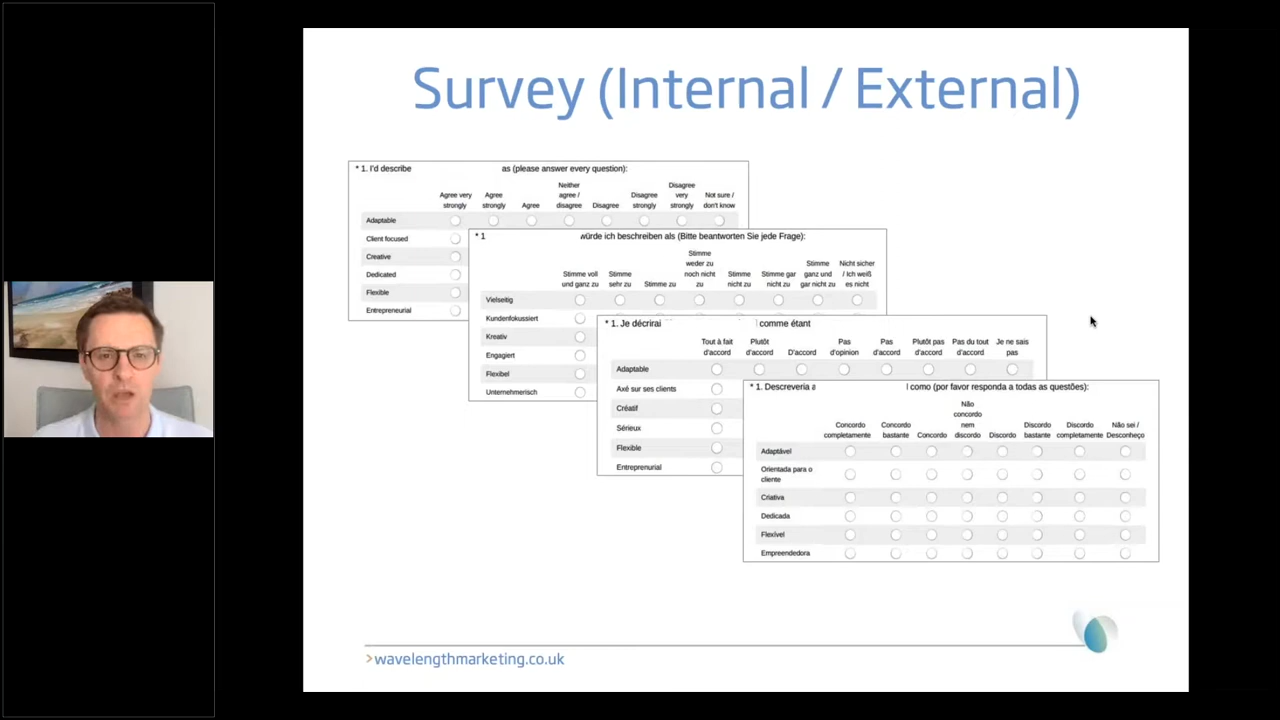 Survey (Internal / External)
* 1. I'd describe as (please answer every question):
Agree very strongly
Agree strongly
Agree
Neither agree / disagree
Disagree
Disagree strongly
Disagree very strongly
Not sure / don't know
Adaptable
Client focused
Creative
Dedicated
Flexible
Entrepreneurial
* 1 würde ich beschreiben als (Bitte beantworten Sie jede Frage):
Stimme voll und ganz zu
Stimme sehr zu
Stimme zu
Stimme weder zu noch nicht zu
Stimme nicht zu
Stimme gar nicht zu
Stimme ganz und gar nicht zu
Nicht sicher / Ich weiß es nicht
Vielseitig
Kundenfokussiert
Kreativ
Engagiert
Flexibel
Unternehmerisch
* 1. Je décrirai comme étant
Tout à fait d'accord
Plutôt d'accord
D'accord
Pas d'opinion
Pas d'accord
Plutôt pas d'accord
Pas du tout d'accord
Je ne sais pas
Adaptable
Axé sur ses clients
Créatif
Sérieux
Flexible
Entreprenurial
* 1. Descreveria a como (por favor responda a todas as questões):
Concordo completamente
Concordo bastante
Concordo
Não concordo nem discordo
Discordo
Discordo bastante
Discordo completamente
Não sei / Desconheço
Adaptável
Orientada para o cliente
Criativa
Dedicada
Flexível
Empreendedora
>wavelengthmarketing.co.uk